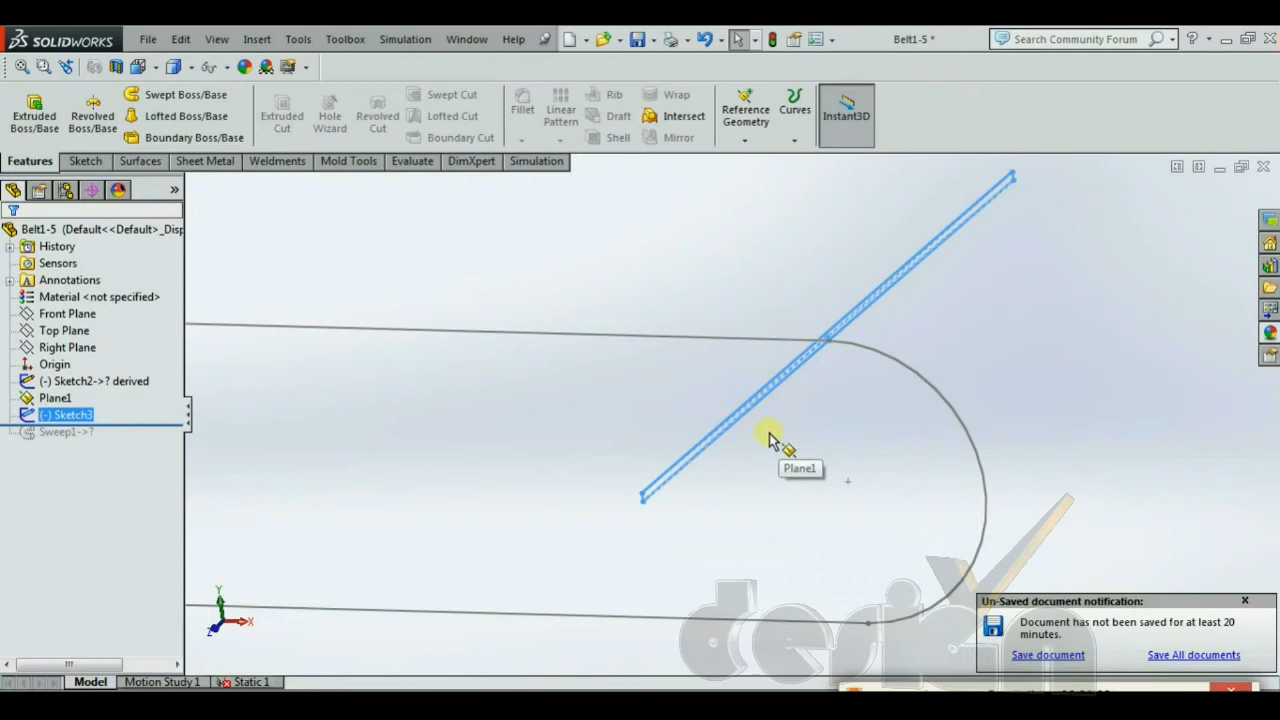 SOLIDWORKS File Edit View Insert Tools Toolbox Simulation Window Help Belt1-5 * Search Community Forum
Extruded Boss/Base
Revolved Boss/Base
Swept Boss/Base
Lofted Boss/Base
Boundary Boss/Base
Extruded Cut
Hole Wizard
Revolved Cut
Swept Cut
Lofted Cut
Boundary Cut
Fillet
Linear Pattern
Rib
Draft
Shell
Wrap
Intersect
Mirror
Reference Geometry
Curves
Instant3D
Features Sketch Surfaces Sheet Metal Weldments Mold Tools Evaluate DimXpert Simulation
Belt1-5 (Default<<Default>_Disp
History
Sensors
Annotations
Material <not specified>
Front Plane
Top Plane
Right Plane
Origin
(-) Sketch2->? derived
Plane1
(-) Sketch3
Sweep1->?
Plane1
Y
X
Z
Un-Saved document notification: x
Document has not been saved for at least 20
minutes.
Save document Save All documents
Model Motion Study 1 Static 1